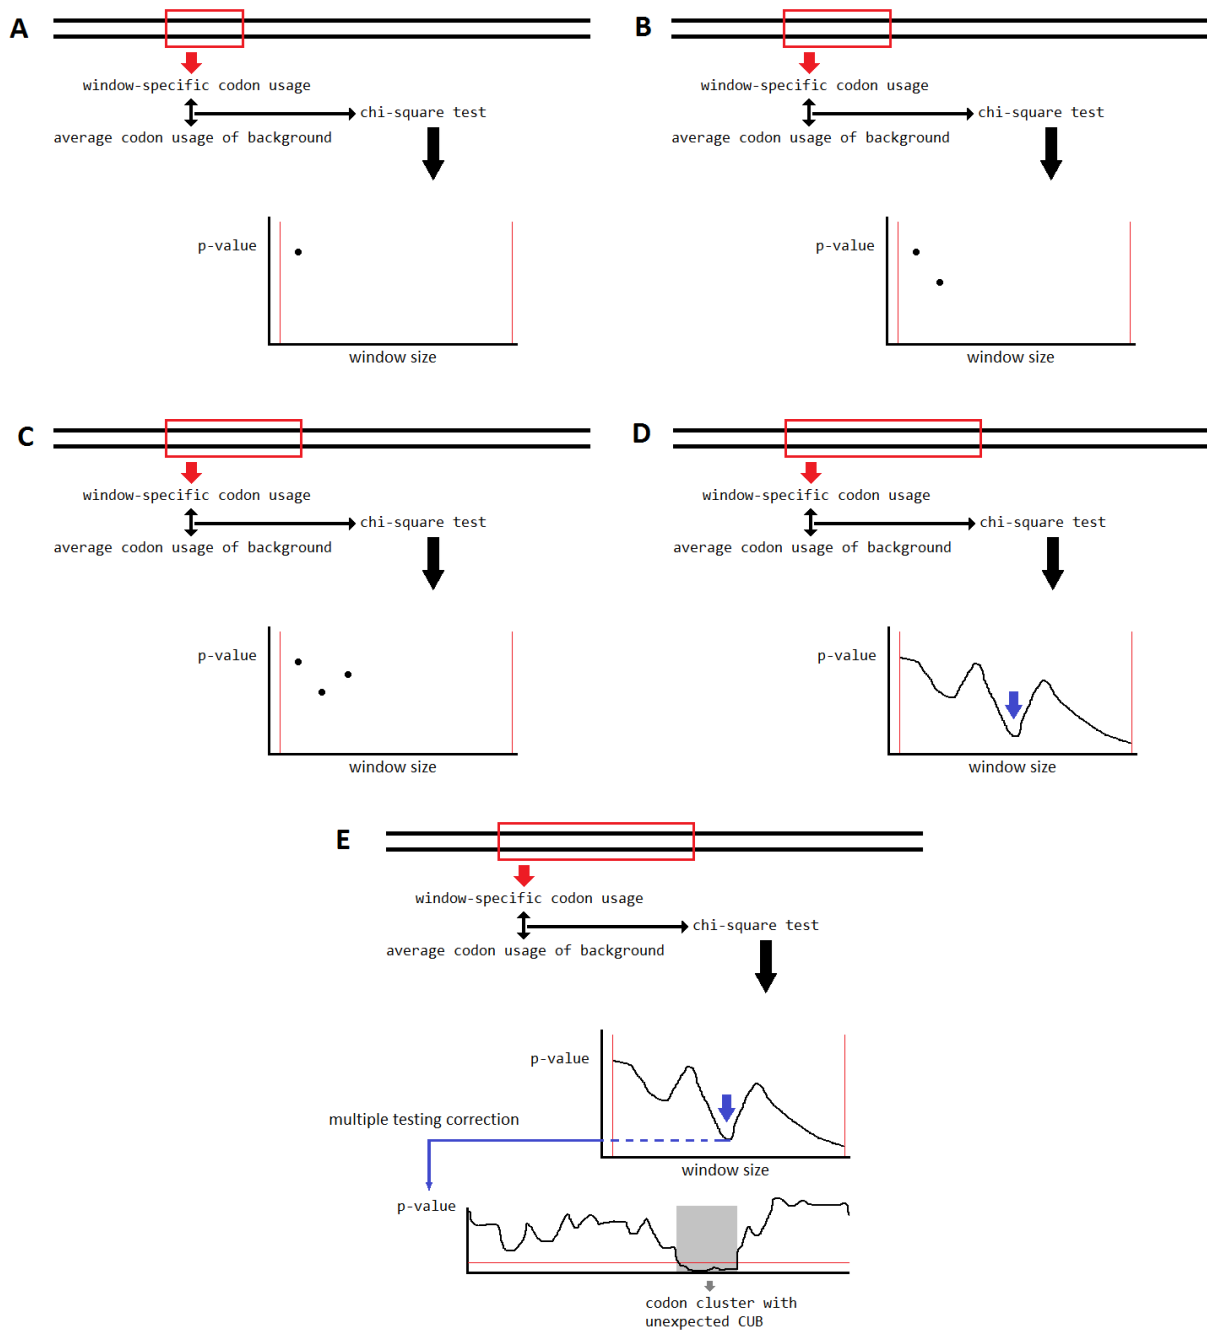 A
window-specific codon usage
chi-square test
average codon usage of background
p-value
window size
B
window-specific codon usage
chi-square test
average codon usage of background
p-value
window size
C
window-specific codon usage
chi-square test
average codon usage of background
p-value
window size
D
window-specific codon usage
chi-square test
average codon usage of background
p-value
window size
E
window-specific codon usage
chi-square test
average codon usage of background
p-value
multiple testing correction
window size
p-value
codon cluster with
unexpected CUB